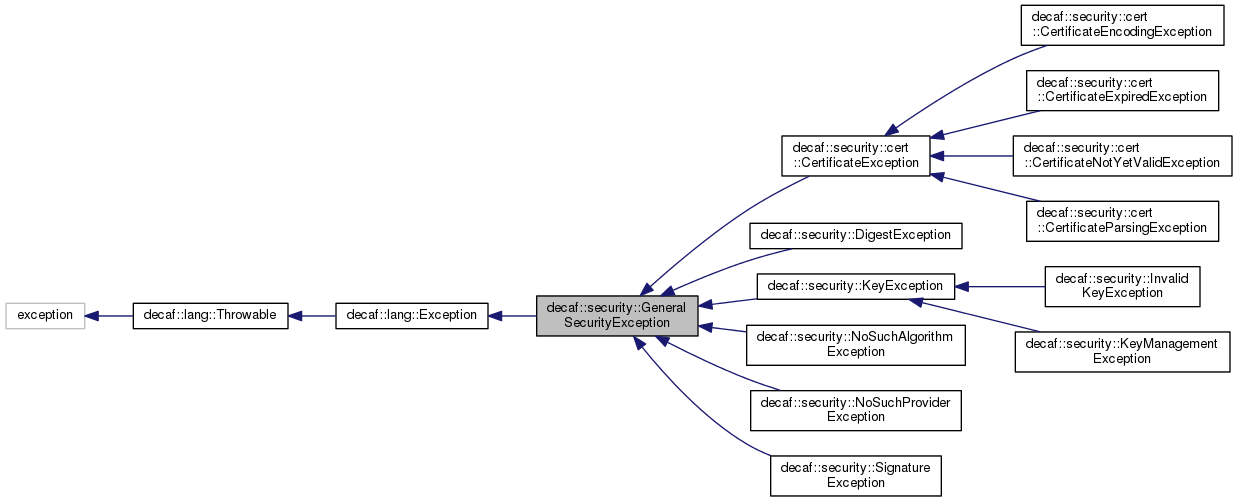 decaf::security::cert
::CertificateEncodingException
decaf::security::cert
::CertificateExpiredException
decaf::security::cert
::CertificateException
decaf::security::cert
::CertificateNotYetValidException
decaf::security::cert
::CertificateParsingException
decaf::security::DigestException
decaf::security::KeyException
decaf::security::Invalid
KeyException
exception
decaf::lang::Throwable
decaf::lang::Exception
decaf::security::General
SecurityException
decaf::security::NoSuchAlgorithm
Exception
decaf::security::KeyManagement
Exception
decaf::security::NoSuchProvider
Exception
decaf::security::Signature
Exception